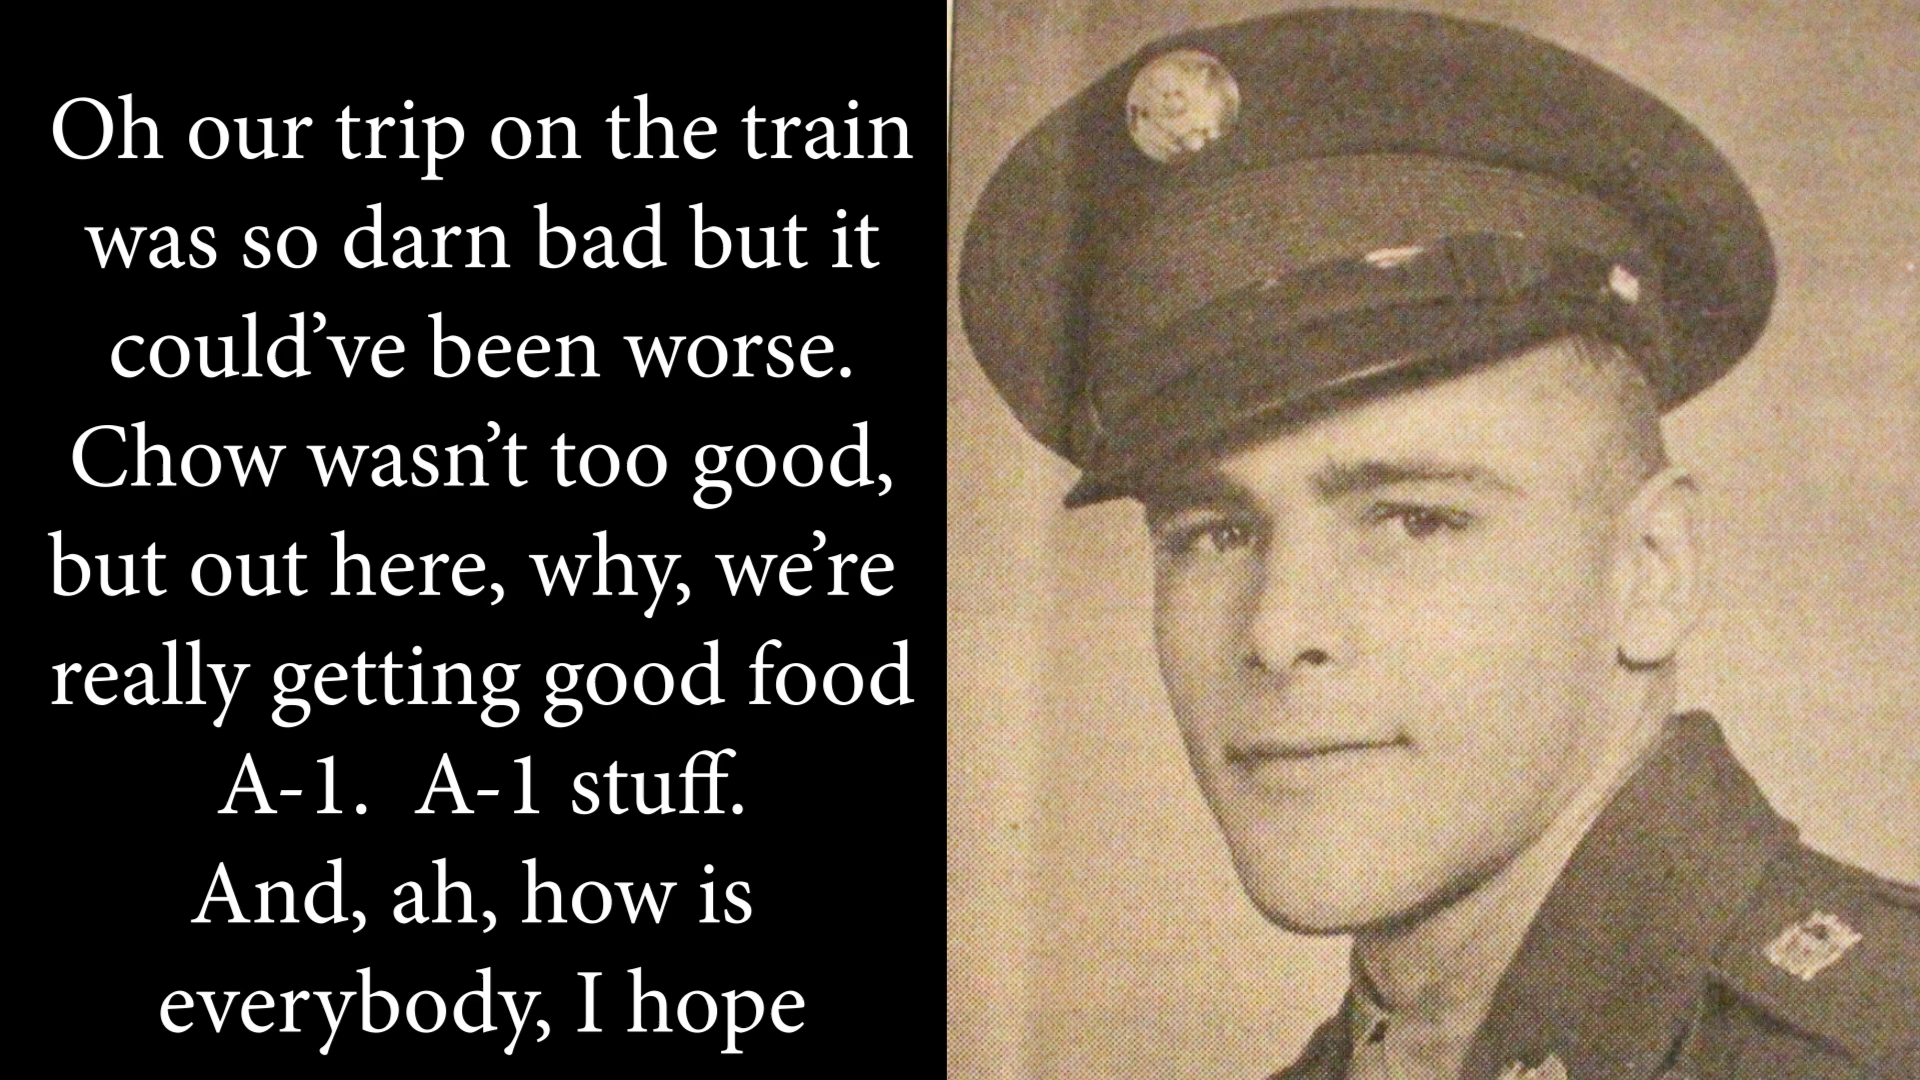 Oh our trip on the train
was so darn bad but it
could’ve been worse.
Chow wasn’t too good,
but out here, why, we’re
really getting good food
A-1.  A-1 stuff.
And, ah, how is
everybody, I hope